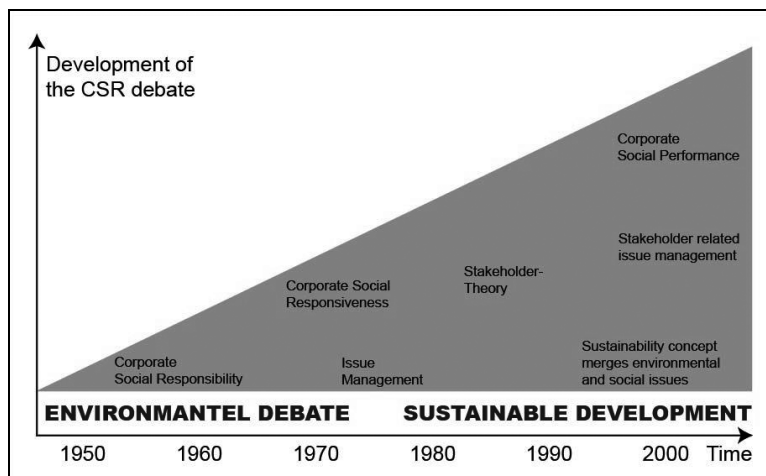 Development of
the CSR debate
Corporate
Social Performance
Stakeholder related
issue management
Stakeholder-
Theory
Corporate Social
Responsiveness
Sustainability concept
merges environmental
and social issues
Corporate
Social Responsibility
Issue
Management
ENVIRONMANTEL DEBATE
SUSTAINABLE DEVELOPMENT
1950 1960 1970 1980 1990 2000 Time